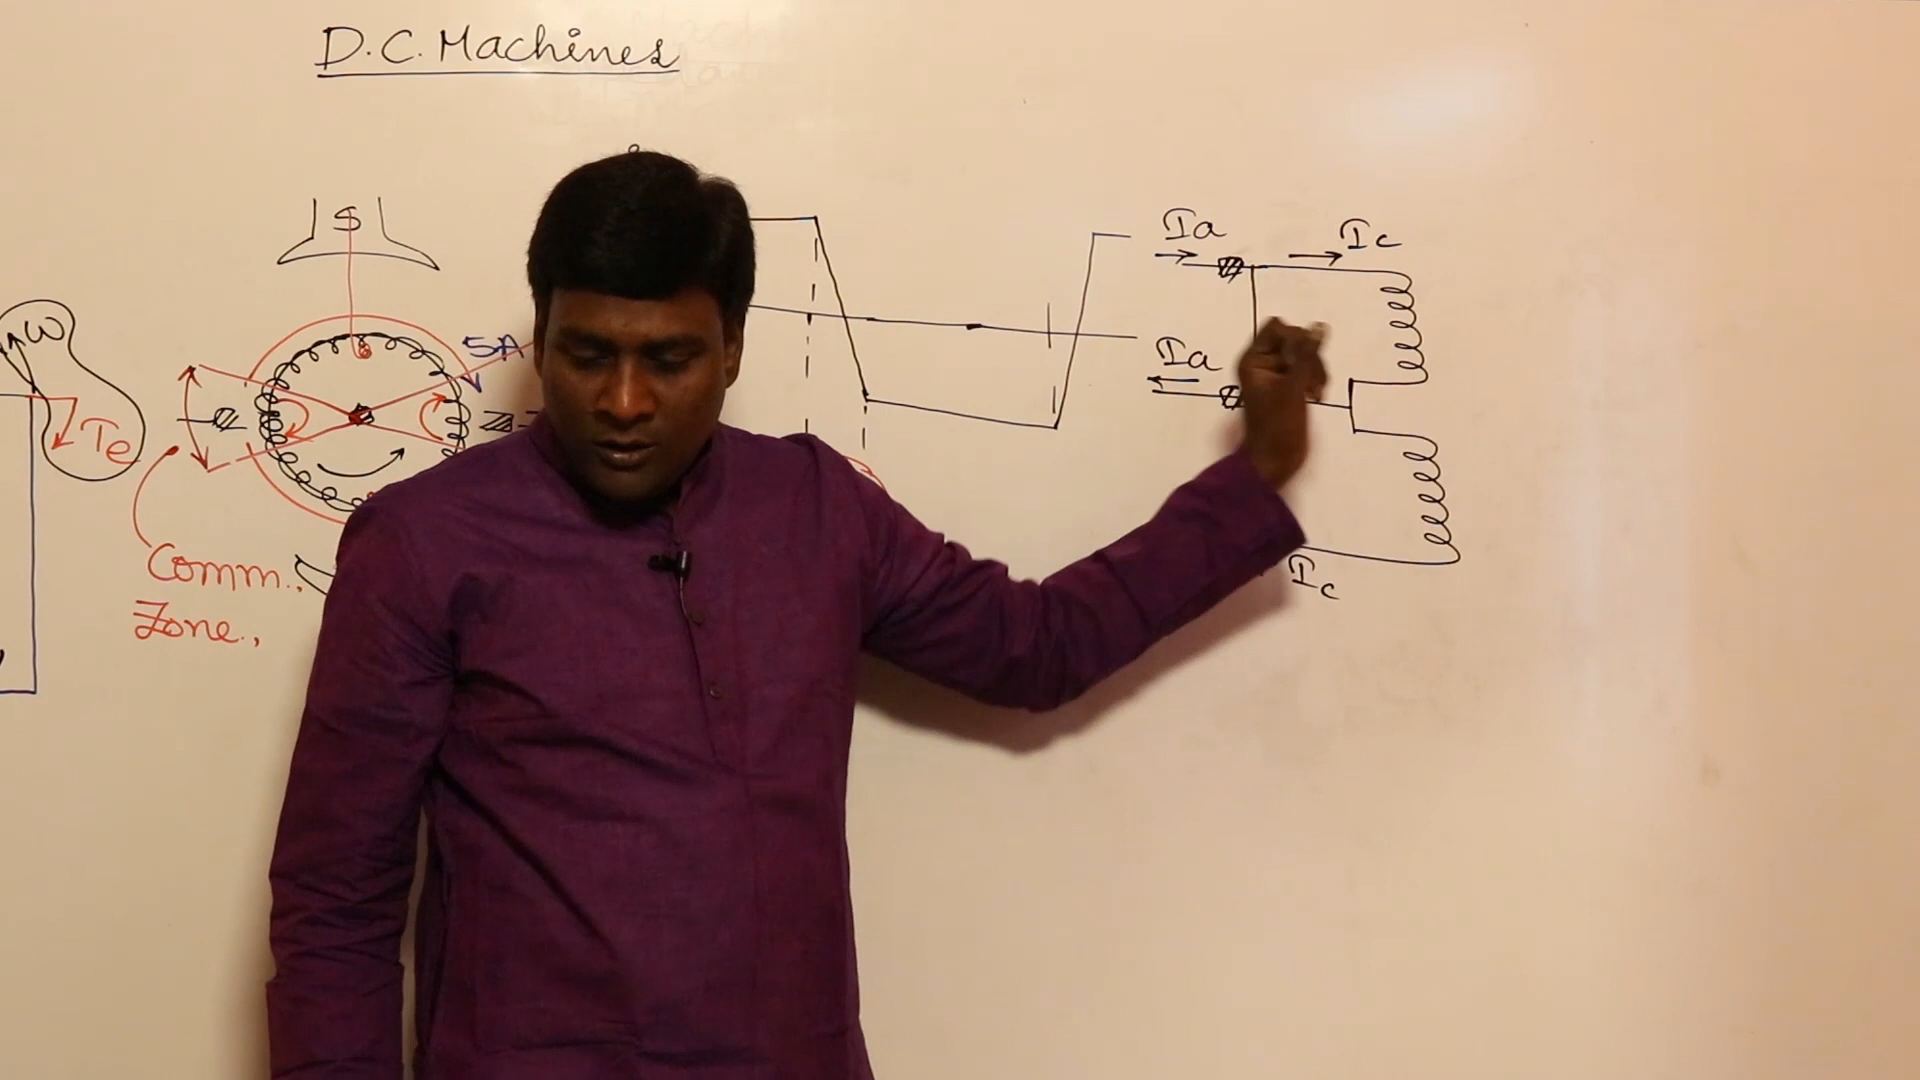 D.C. Machines
S
ω
5A
Te
Comm.,
Zone.,
Ia
Ic
Ia
Ic